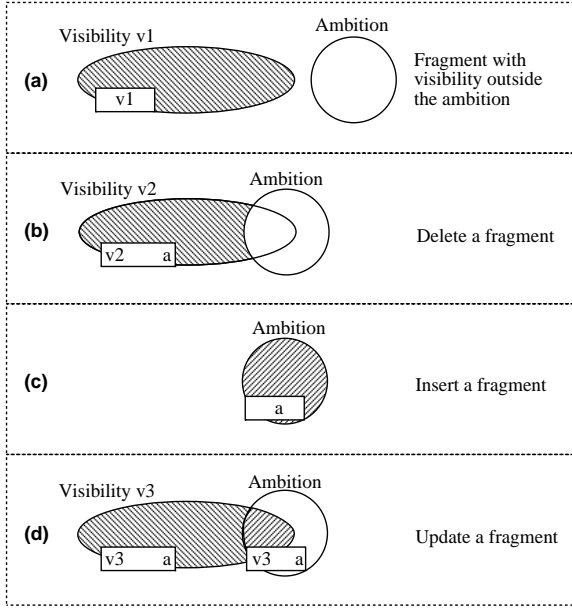 Visibility v1
Ambition
(a)
v1
Fragment with
visibility outside
the ambition
Visibility v2
Ambition
(b)
v2 a
Delete a fragment
Ambition
(c)
a
Insert a fragment
Visibility v3
Ambition
(d)
v3 a
v3 a
Update a fragment